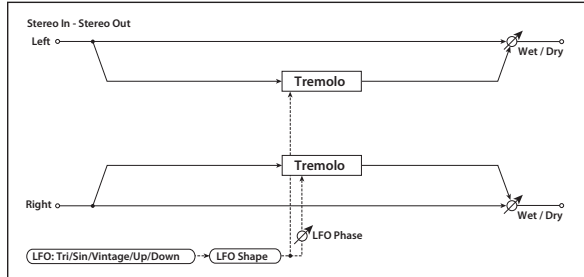 Stereo In - Stereo Out
Left
Wet / Dry
Tremolo
Tremolo
Right
Wet / Dry
LFO Phase
LFO: Tri/Sin/Vintage/Up/Down
LFO Shape